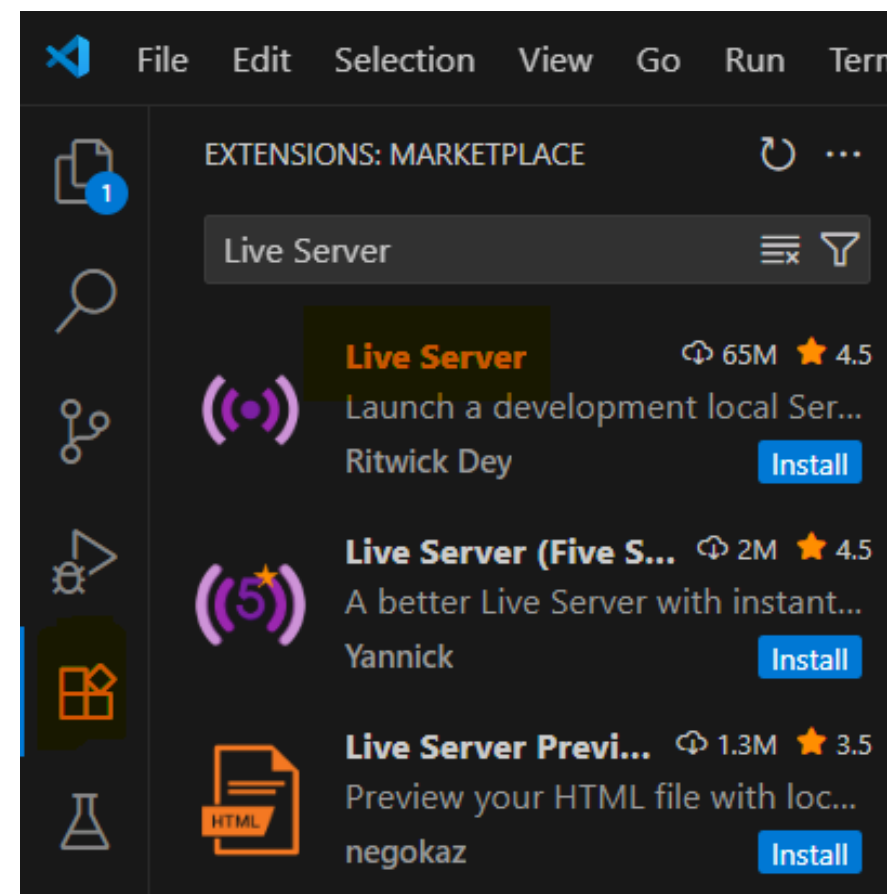 File Edit Selection View Go Run Terr
1
EXTENSIONS: MARKETPLACE
Live Server
Live Server 65M 4.5
Launch a development local Ser...
Ritwick Dey Install
Live Server (Five S... 2M 4.5
5
A better Live Server with instant...
Yannick Install
Live Server Previ... 1.3M 3.5
Preview your HTML file with loc...
HTML
negokaz Install